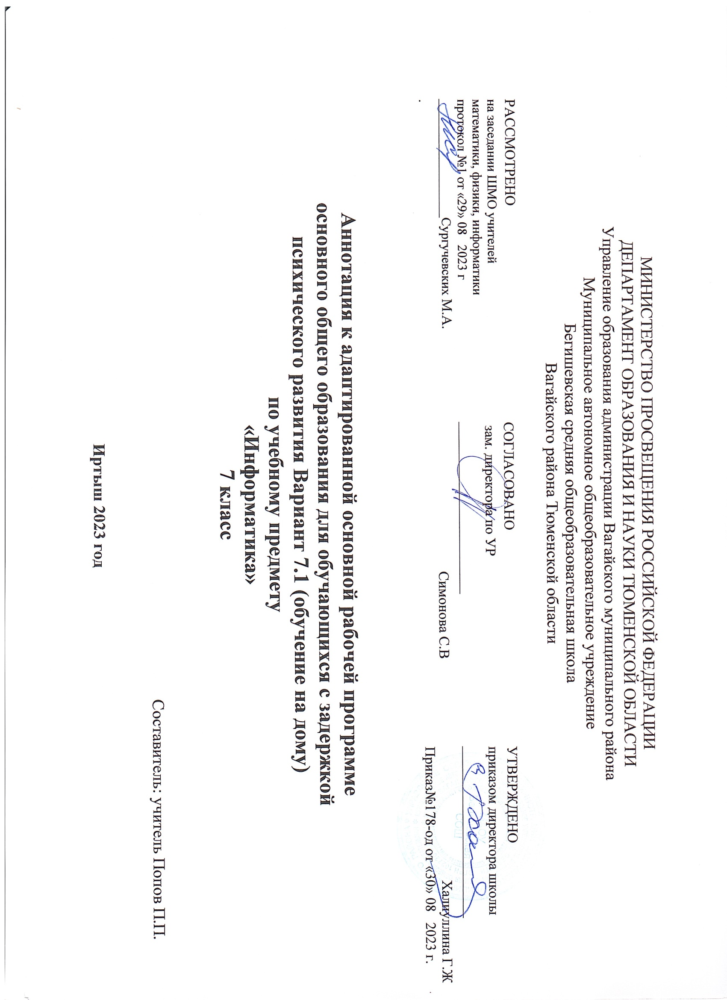 МИНИСТЕРСТВО ПРОСВЕЩЕНИЯ РОССИЙСКОЙ ФЕДЕРАЦИИ
ДЕПАРТАМЕНТ ОБРАЗОВАНИЯ И НАУКИ ТЮМЕНСКОЙ ОБЛАСТИ
Управление образования администрации Вагайского муниципального района
Муниципальное автономное общеобразовательное учреждение
Бегишевская средняя общеобразовательная школа
Вагайского района Тюменской области
РАССМОТРЕНО
на заседании ШМО учителей
математики, физики, информатики
протокол №1 от «29» 08 2023 г
Сургучевских М.А.
СОГЛАСОВАНО
зам. директора по УР
Симонова С.В
УТВЕРЖДЕНО
приказом директора школы
Халиуллина Г.Ж
Приказ№178-од от «30» 08 2023 г.
Аннотация к адаптированной основной рабочей программе
основного общего образования для обучающихся с задержкой
психического развития Вариант 7.1 (обучение на дому)
по учебному предмету
«Информатика»
7 класс
Составитель: учитель Попов П.П.
Иртыш 2023 год